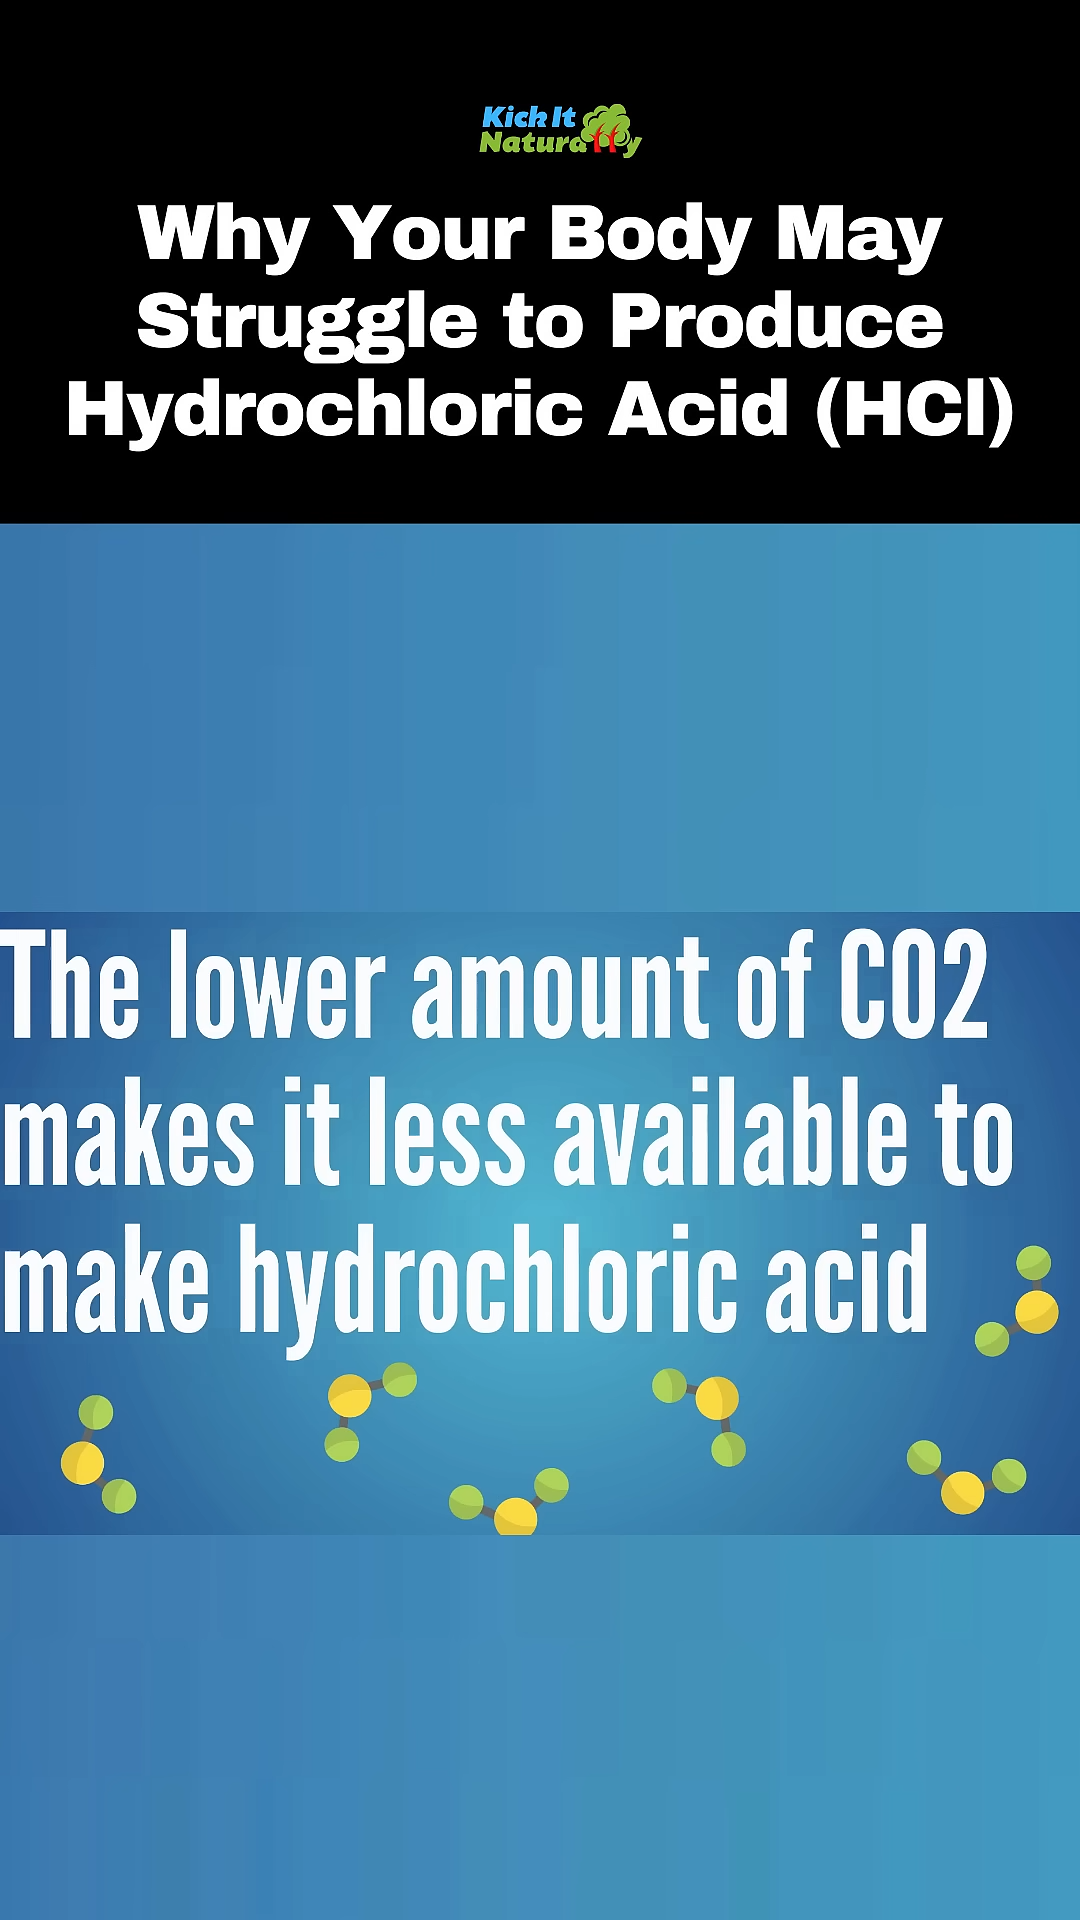 Kick It
Naturally
Why Your Body May
Struggle to Produce
Hydrochloric Acid (HCl)
The lower amount of CO2
makes it less available to
make hydrochloric acid